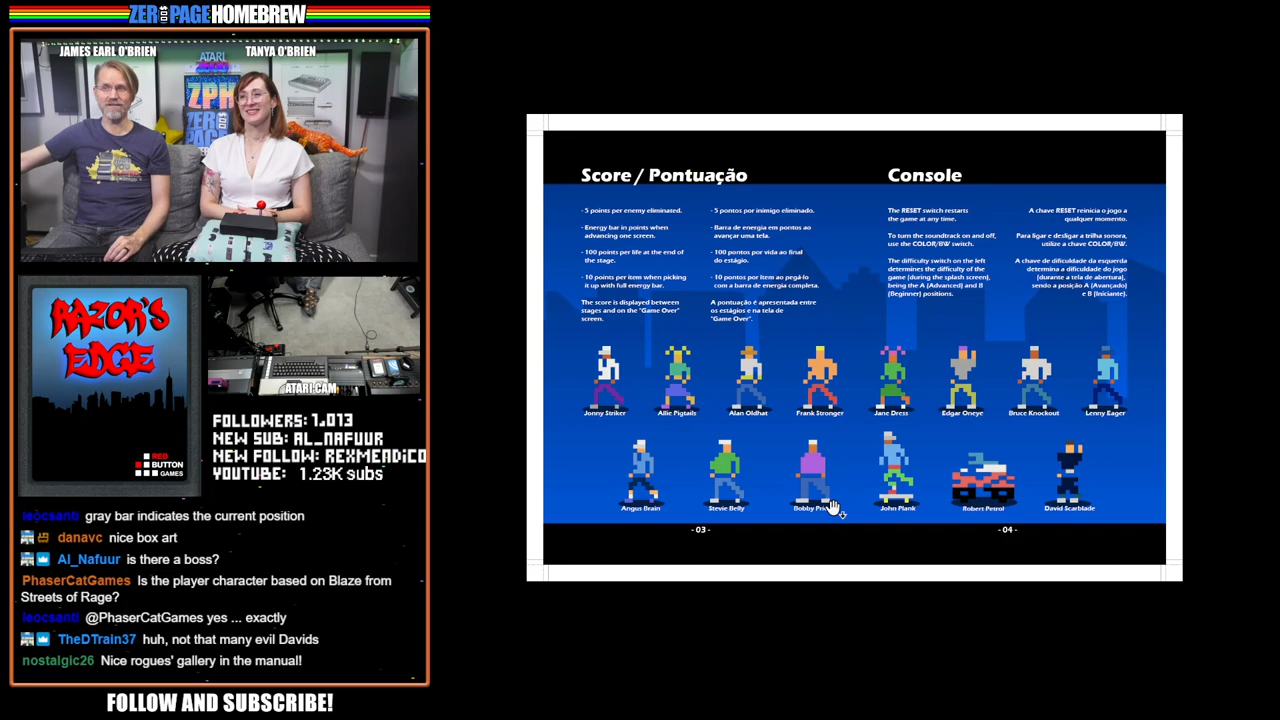 ZERO PAGE HOMEBREW
JAMES EARL O'BRIEN
TANYA O'BRIEN
ATARI
ZPH
ZERO
PAGE
RAZOR'S
EDGE
RED
BUTTON
GAMES
ATARI.CAM
FOLLOWERS: 1,013
NEW SUB: AL_NAFUUR
NEW FOLLOW: REXMENDICO
YOUTUBE: 1.23K subs
leocsanti gray bar indicates the current position
danavc nice box art
Al_Nafuur is there a boss?
PhaserCatGames Is the player character based on Blaze from
Streets of Rage?
leocsanti @PhaserCatGames yes ... exactly
TheDTrain37 huh, not that many evil Davids
nostalgic26 Nice rogues' gallery in the manual!
FOLLOW AND SUBSCRIBE!
Score / Pontuação
- 5 points per enemy eliminated.
- Energy bar in points when
advancing one screen.
- 100 points per life at the end of
the stage.
- 10 points per item when picking
it up with full energy bar.
The score is displayed between
stages and on the "Game Over"
screen.
- 5 pontos por inimigo eliminado.
- Barra de energia em pontos ao
avançar uma tela.
- 100 pontos por vida ao final
do estágio.
- 10 pontos por item ao pegá-lo
com a barra de energia completa.
A pontuação é apresentada entre
os estágios e na tela de
"Game Over".
Console
The RESET switch restarts
the game at any time.
To turn the soundtrack on and off,
use the COLOR/BW switch.
The difficulty switch on the left
determines the difficulty of the
game (during the splash screen),
being the A (Advanced) and B
(Beginner) positions.
A chave RESET reinicia o jogo a
qualquer momento.
Para ligar e desligar a trilha sonora,
utilize a chave COLOR/BW.
A chave de dificuldade da esquerda
determina a dificuldade do jogo
(durante a tela de abertura),
sendo a posição A (Avançado)
e B (Iniciante).
Jonny Striker
Allie Pigtails
Alan Oldhat
Frank Stronger
Jane Dress
Edgar Oneye
Bruce Knockout
Lenny Eager
Angus Brain
Stevie Belly
Bobby
John Plank
Robert Petrol
David Scarblade
- 03 -
- 04 -